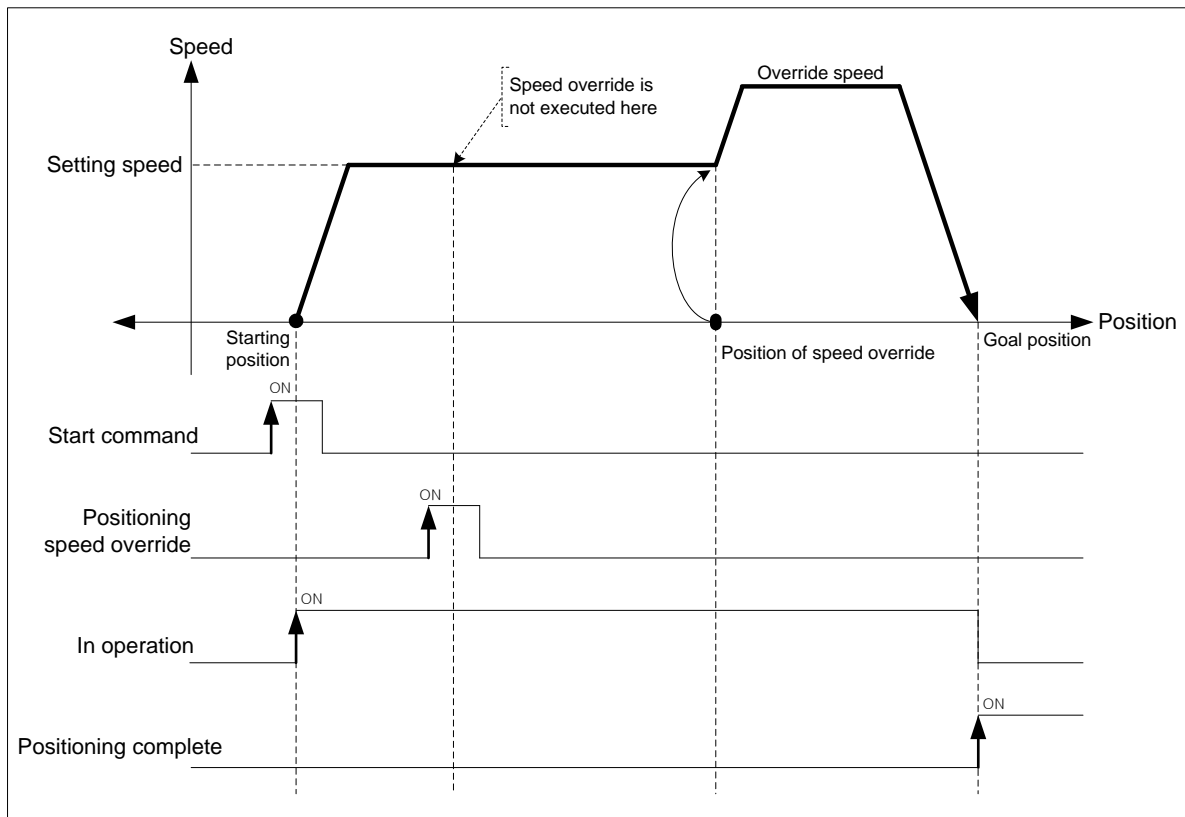 Speed
Speed override is
not executed here
Override speed
Setting speed
Position
Starting
position
Position of speed override
Goal position
ON
Start command
ON
Positioning
speed override
ON
In operation
ON
Positioning complete